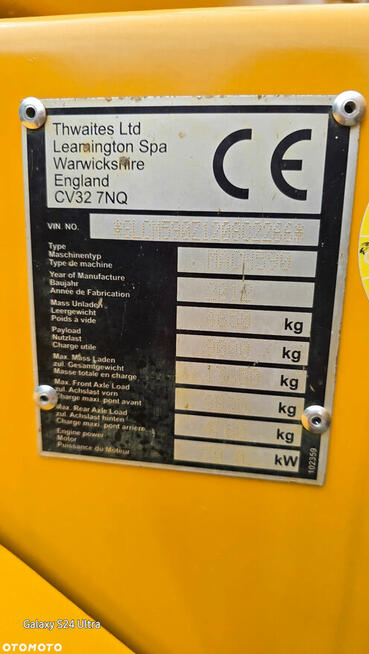 Thwaites Ltd
Leamington Spa
Warwickshire
England
CV32 7NQ
CE
VIN. NO.
Type
Maschinentyp
Type de machine
Year of Manufacture
Baujahr
Année de Fabrication
Mass Unladen
Leergewicht
Poids à vide
kg
Payload
Nutzlast
Charge utile
kg
Max. Mass Laden
zul. Gesamtgewicht
Masse totale en charge
kg
Max. Front Axle Load
zul. Achslast vorn
Charge maxi. pont avant
kg
Max. Rear Axle Load
zul. Achslast hinten
Charge maxi. pont arriere
kg
Engine power
Motor
Puissance du Moteur
kW
102359
Galaxy S24 Ultra
OTOMOTO